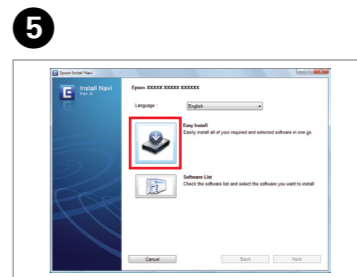 5
Epson Install Navi
Install Navi
Ver. 8
Epson XXXXX XXXXX XXXXXX
Language :
English
Easy Install
Easily install all of your required and selected software in one go.
Software List
Check the software list and select the software you want to install.
Cancel
Back
Next